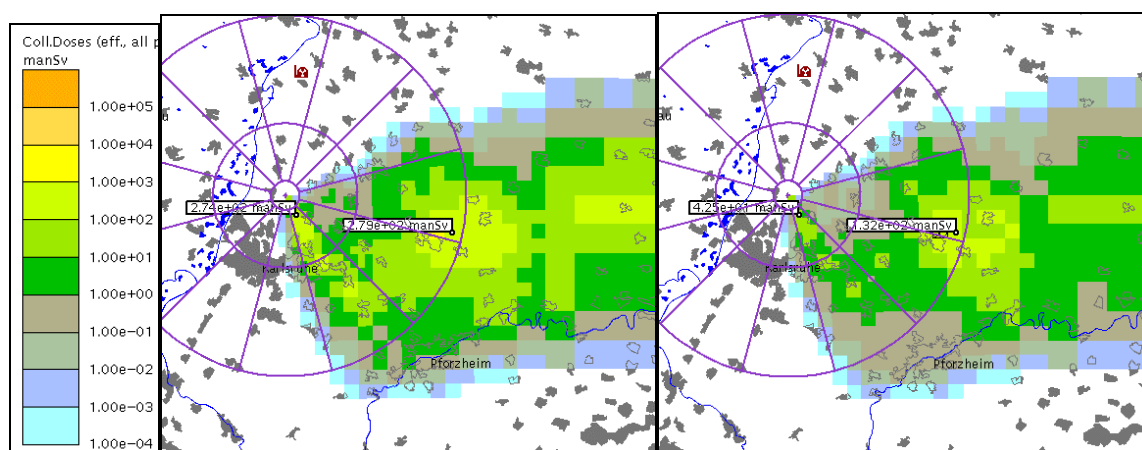 Coll.Doses (eff., all p
manSv
1.00e+05
1.00e+04
1.00e+03
1.00e+02
1.00e+01
1.00e+00
1.00e-01
1.00e-02
1.00e-03
1.00e-04
au
2.74e+02 manSv
2.79e+02 manSv
Karlsruhe
Pforzheim
au
4.25e+01 manSv
1.32e+02 manSv
Karlsruhe
Pforzheim